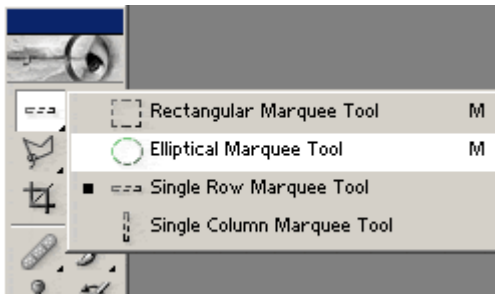 Rectangular Marquee Tool M
Elliptical Marquee Tool M
Single Row Marquee Tool
Single Column Marquee Tool